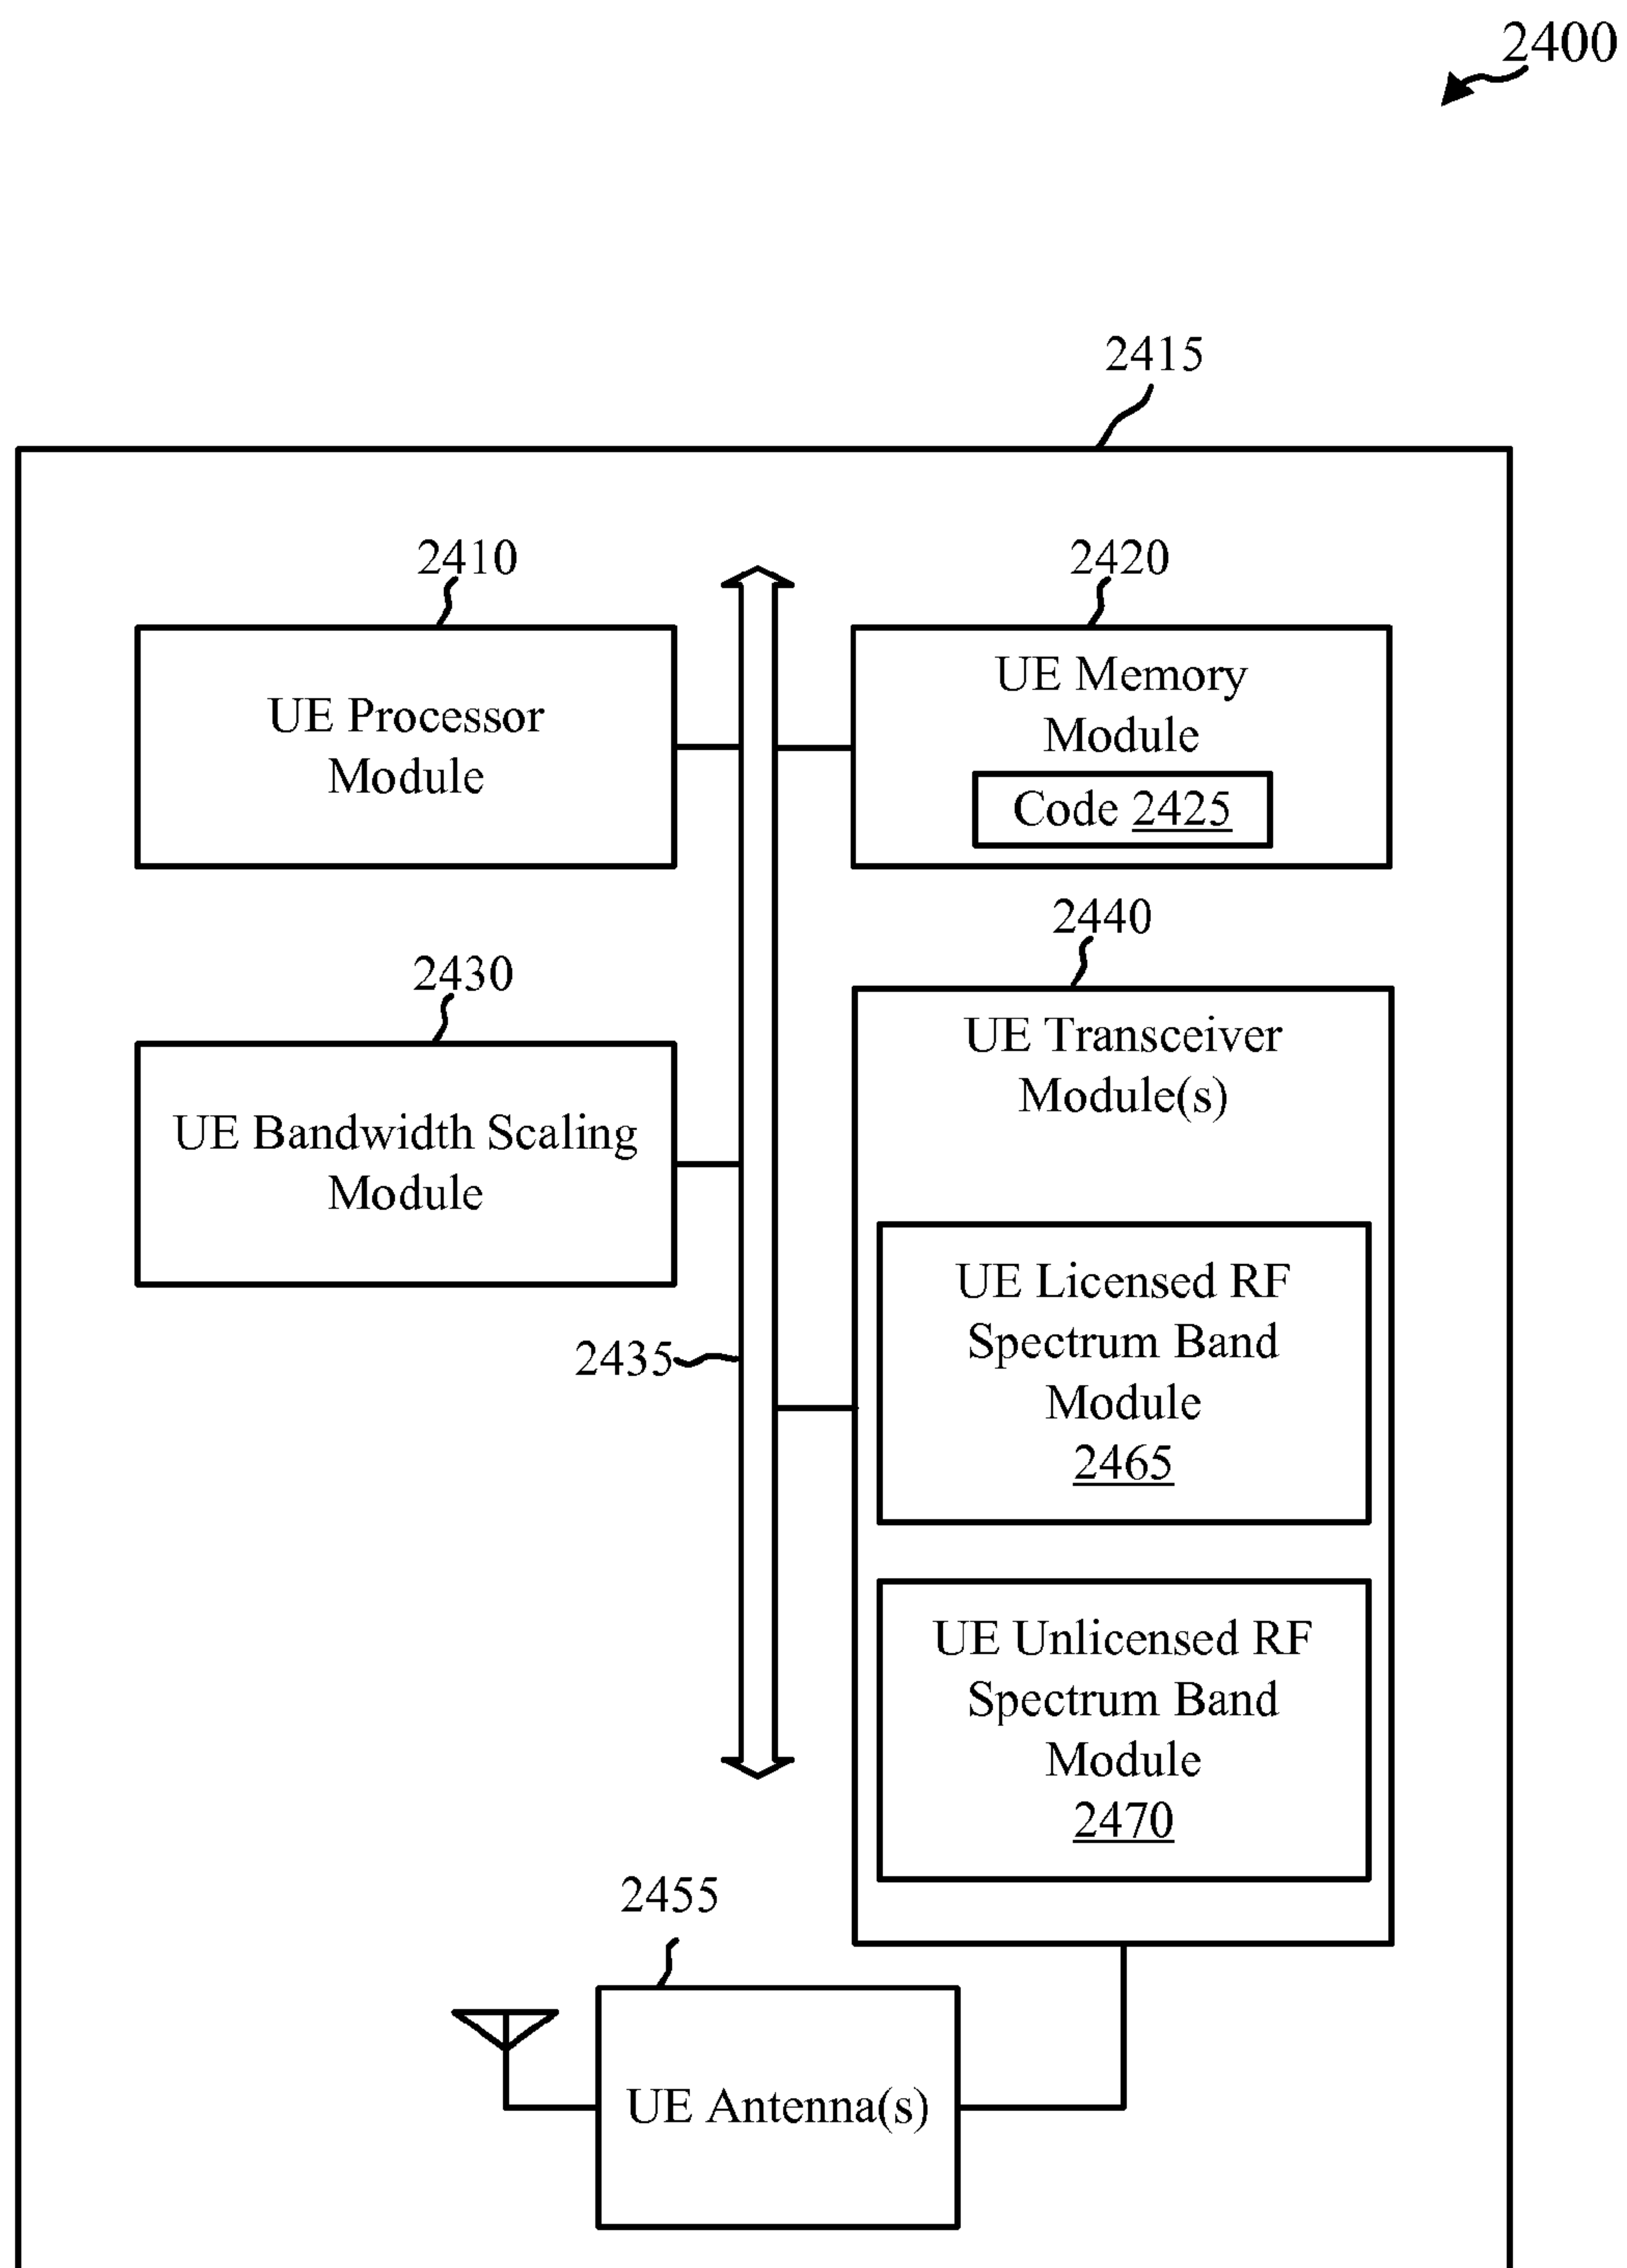 2400
2415
2410
UE Processor
Module
2420
UE Memory
Module
Code 2425
2430
UE Bandwidth Scaling
Module
2435
2440
UE Transceiver
Module(s)
UE Licensed RF
Spectrum Band
Module
2465
UE Unlicensed RF
Spectrum Band
Module
2470
2455
UE Antenna(s)